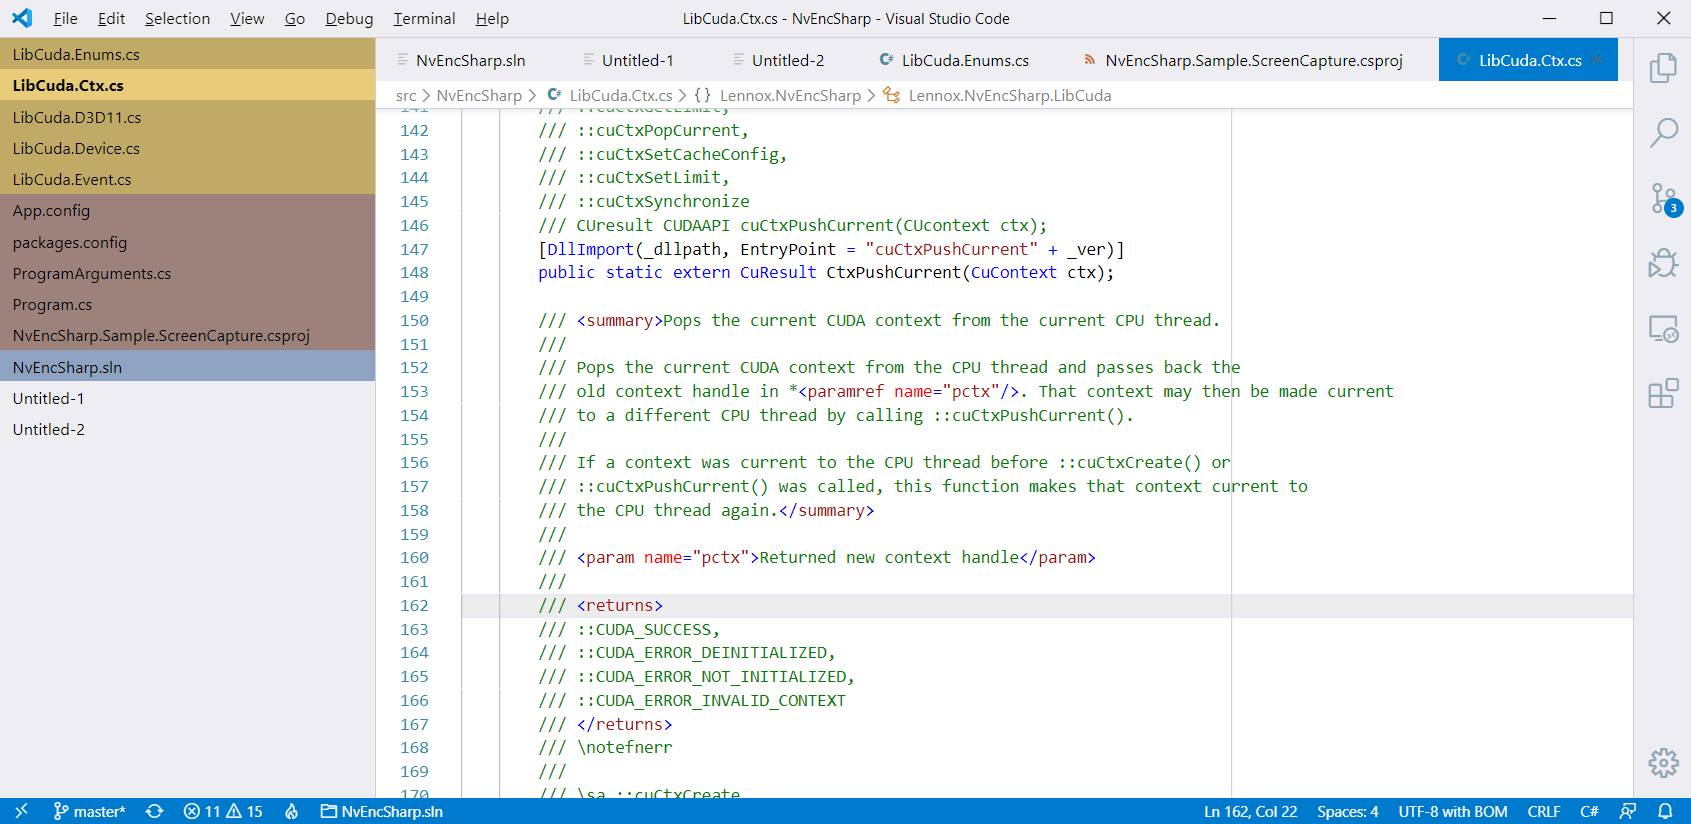 File Edit Selection View Go Debug Terminal Help
LibCuda.Ctx.cs - NvEncSharp - Visual Studio Code
LibCuda.Enums.cs
LibCuda.Ctx.cs
LibCuda.D3D11.cs
LibCuda.Device.cs
LibCuda.Event.cs
App.config
packages.config
ProgramArguments.cs
Program.cs
NvEncSharp.Sample.ScreenCapture.csproj
NvEncSharp.sln
Untitled-1
Untitled-2
NvEncSharp.sln Untitled-1 Untitled-2 LibCuda.Enums.cs NvEncSharp.Sample.ScreenCapture.csproj LibCuda.Ctx.cs
src > NvEncSharp > LibCuda.Ctx.cs > {} Lennox.NvEncSharp > Lennox.NvEncSharp.LibCuda
141 /// ::cuCtxGetLimit,
142 /// ::cuCtxPopCurrent,
143 /// ::cuCtxSetCacheConfig,
144 /// ::cuCtxSetLimit,
145 /// ::cuCtxSynchronize
146 /// CUresult CUDAAPI cuCtxPushCurrent(CUcontext ctx);
147 [DllImport(_dllpath, EntryPoint = "cuCtxPushCurrent" + _ver)]
148 public static extern CuResult CtxPushCurrent(CuContext ctx);
149
150 /// <summary>Pops the current CUDA context from the current CPU thread.
151 ///
152 /// Pops the current CUDA context from the CPU thread and passes back the
153 /// old context handle in *<paramref name="pctx"/>. That context may then be made current
154 /// to a different CPU thread by calling ::cuCtxPushCurrent().
155 ///
156 /// If a context was current to the CPU thread before ::cuCtxCreate() or
157 /// ::cuCtxPushCurrent() was called, this function makes that context current to
158 /// the CPU thread again.</summary>
159 ///
160 /// <param name="pctx">Returned new context handle</param>
161 ///
162 /// <returns>
163 /// ::CUDA_SUCCESS,
164 /// ::CUDA_ERROR_DEINITIALIZED,
165 /// ::CUDA_ERROR_NOT_INITIALIZED,
166 /// ::CUDA_ERROR_INVALID_CONTEXT
167 /// </returns>
168 /// \notefnerr
169 ///
170 /// \sa ::cuCtxCreate
3
master* 11 15 NvEncSharp.sln
Ln 162, Col 22 Spaces: 4 UTF-8 with BOM CRLF C#